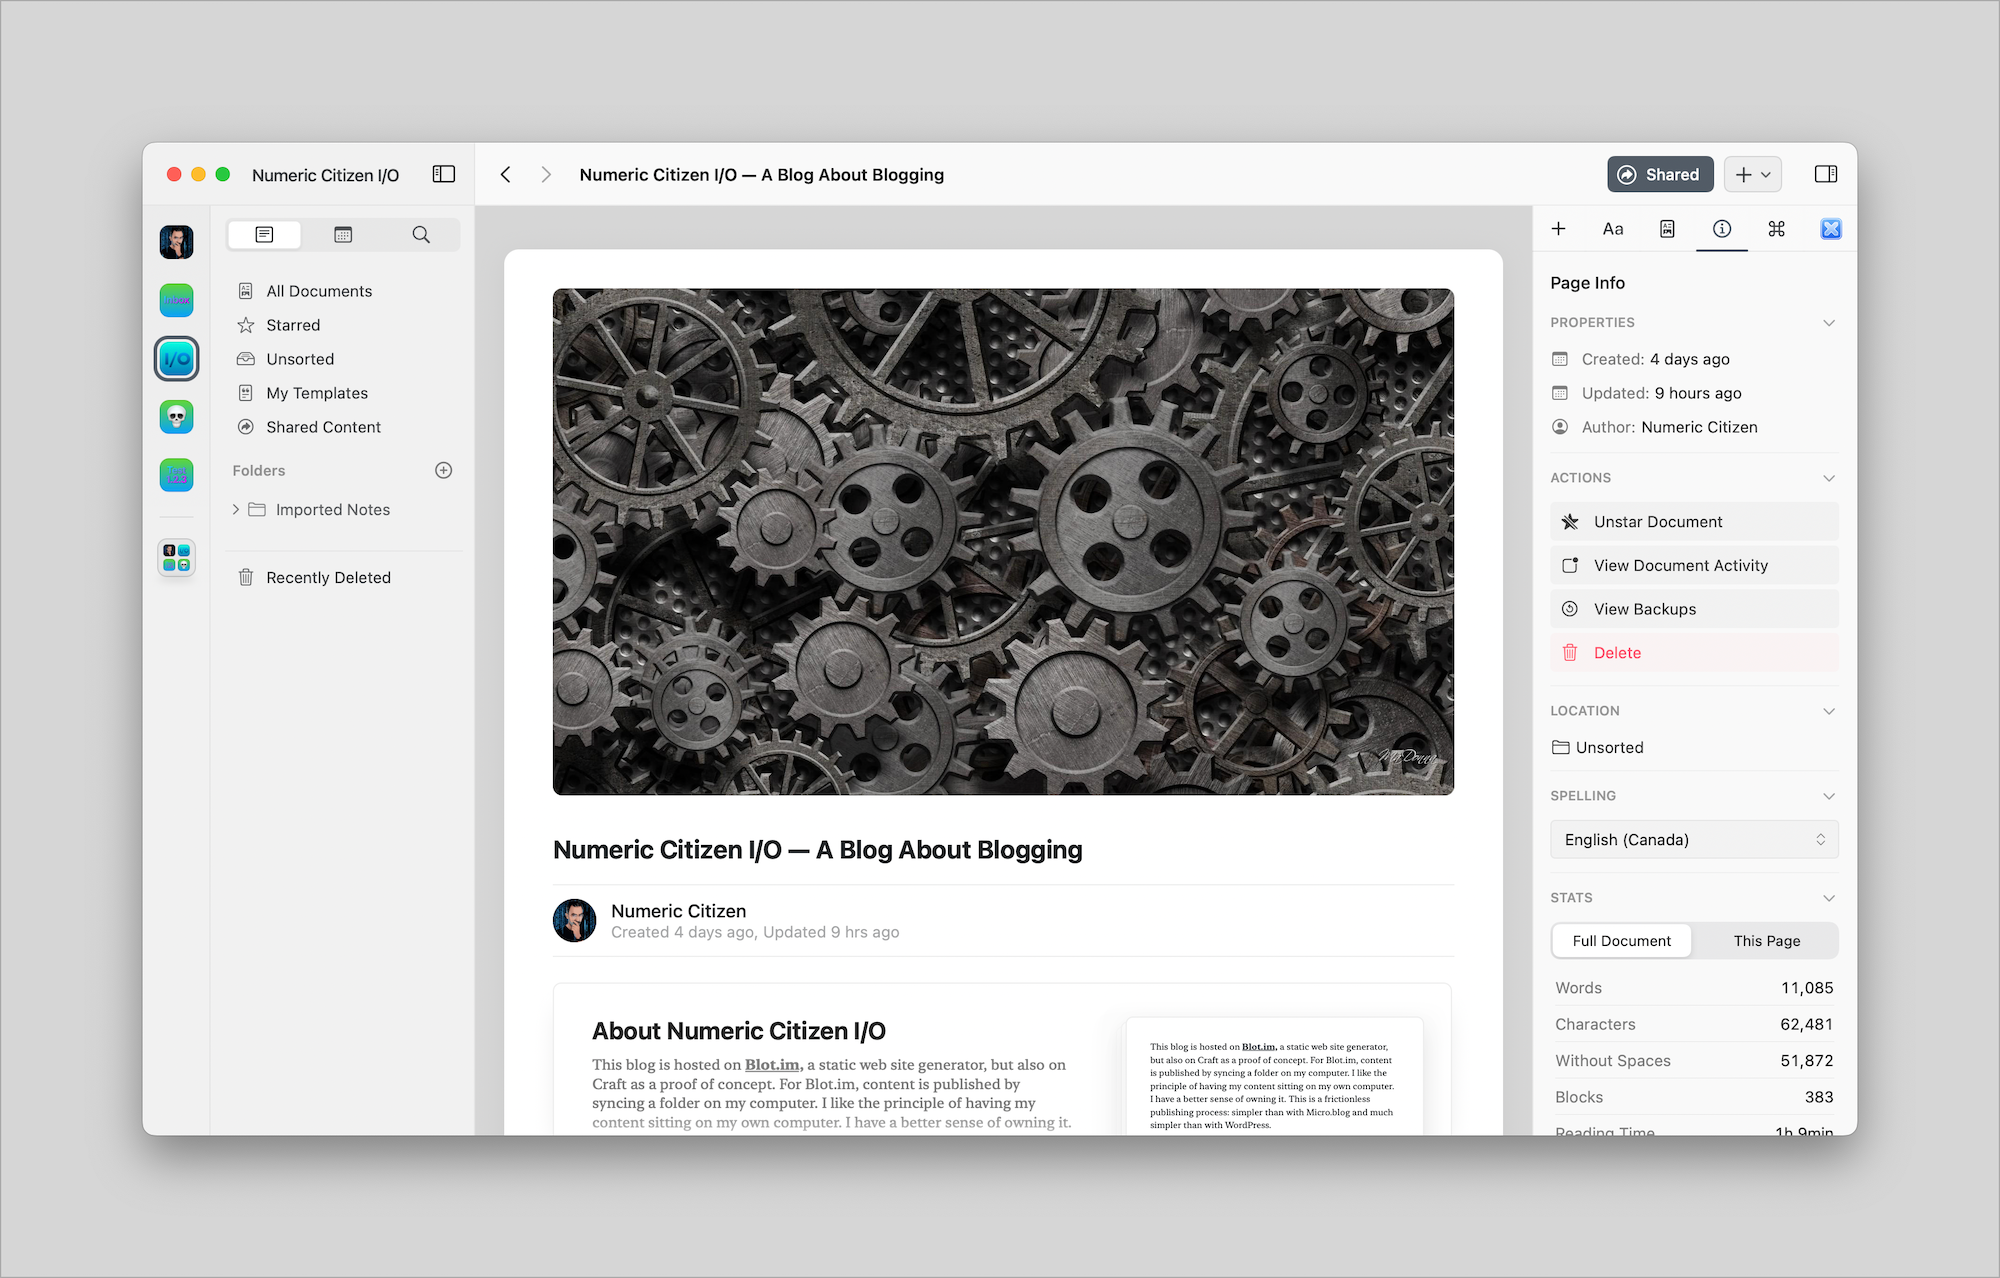 Numeric Citizen I/O
Numeric Citizen I/O — A Blog About Blogging
Shared
Inbox
I/O
Test
1.2.3
All Documents
Starred
Unsorted
My Templates
Shared Content
Folders
Imported Notes
Recently Deleted
Numeric Citizen I/O — A Blog About Blogging
Numeric Citizen
Created 4 days ago, Updated 9 hrs ago
About Numeric Citizen I/O
This blog is hosted on Blot.im, a static web site generator, but also on
Craft as a proof of concept. For Blot.im, content is published by
syncing a folder on my computer. I like the principle of having my
content sitting on my own computer. I have a better sense of owning it.
This blog is hosted on Blot.im, a static web site generator,
but also on Craft as a proof of concept. For Blot.im, content
is published by syncing a folder on my computer. I like the
principle of having my content sitting on my own computer.
I have a better sense of owning it. This is a frictionless
publishing process: simpler than with Micro.blog and much
simpler than with WordPress.
Aa
Page Info
PROPERTIES
Created: 4 days ago
Updated: 9 hours ago
Author: Numeric Citizen
ACTIONS
Unstar Document
View Document Activity
View Backups
Delete
LOCATION
Unsorted
SPELLING
English (Canada)
STATS
Full Document
This Page
Words 11,085
Characters 62,481
Without Spaces 51,872
Blocks 383
Reading Time 1h 9min